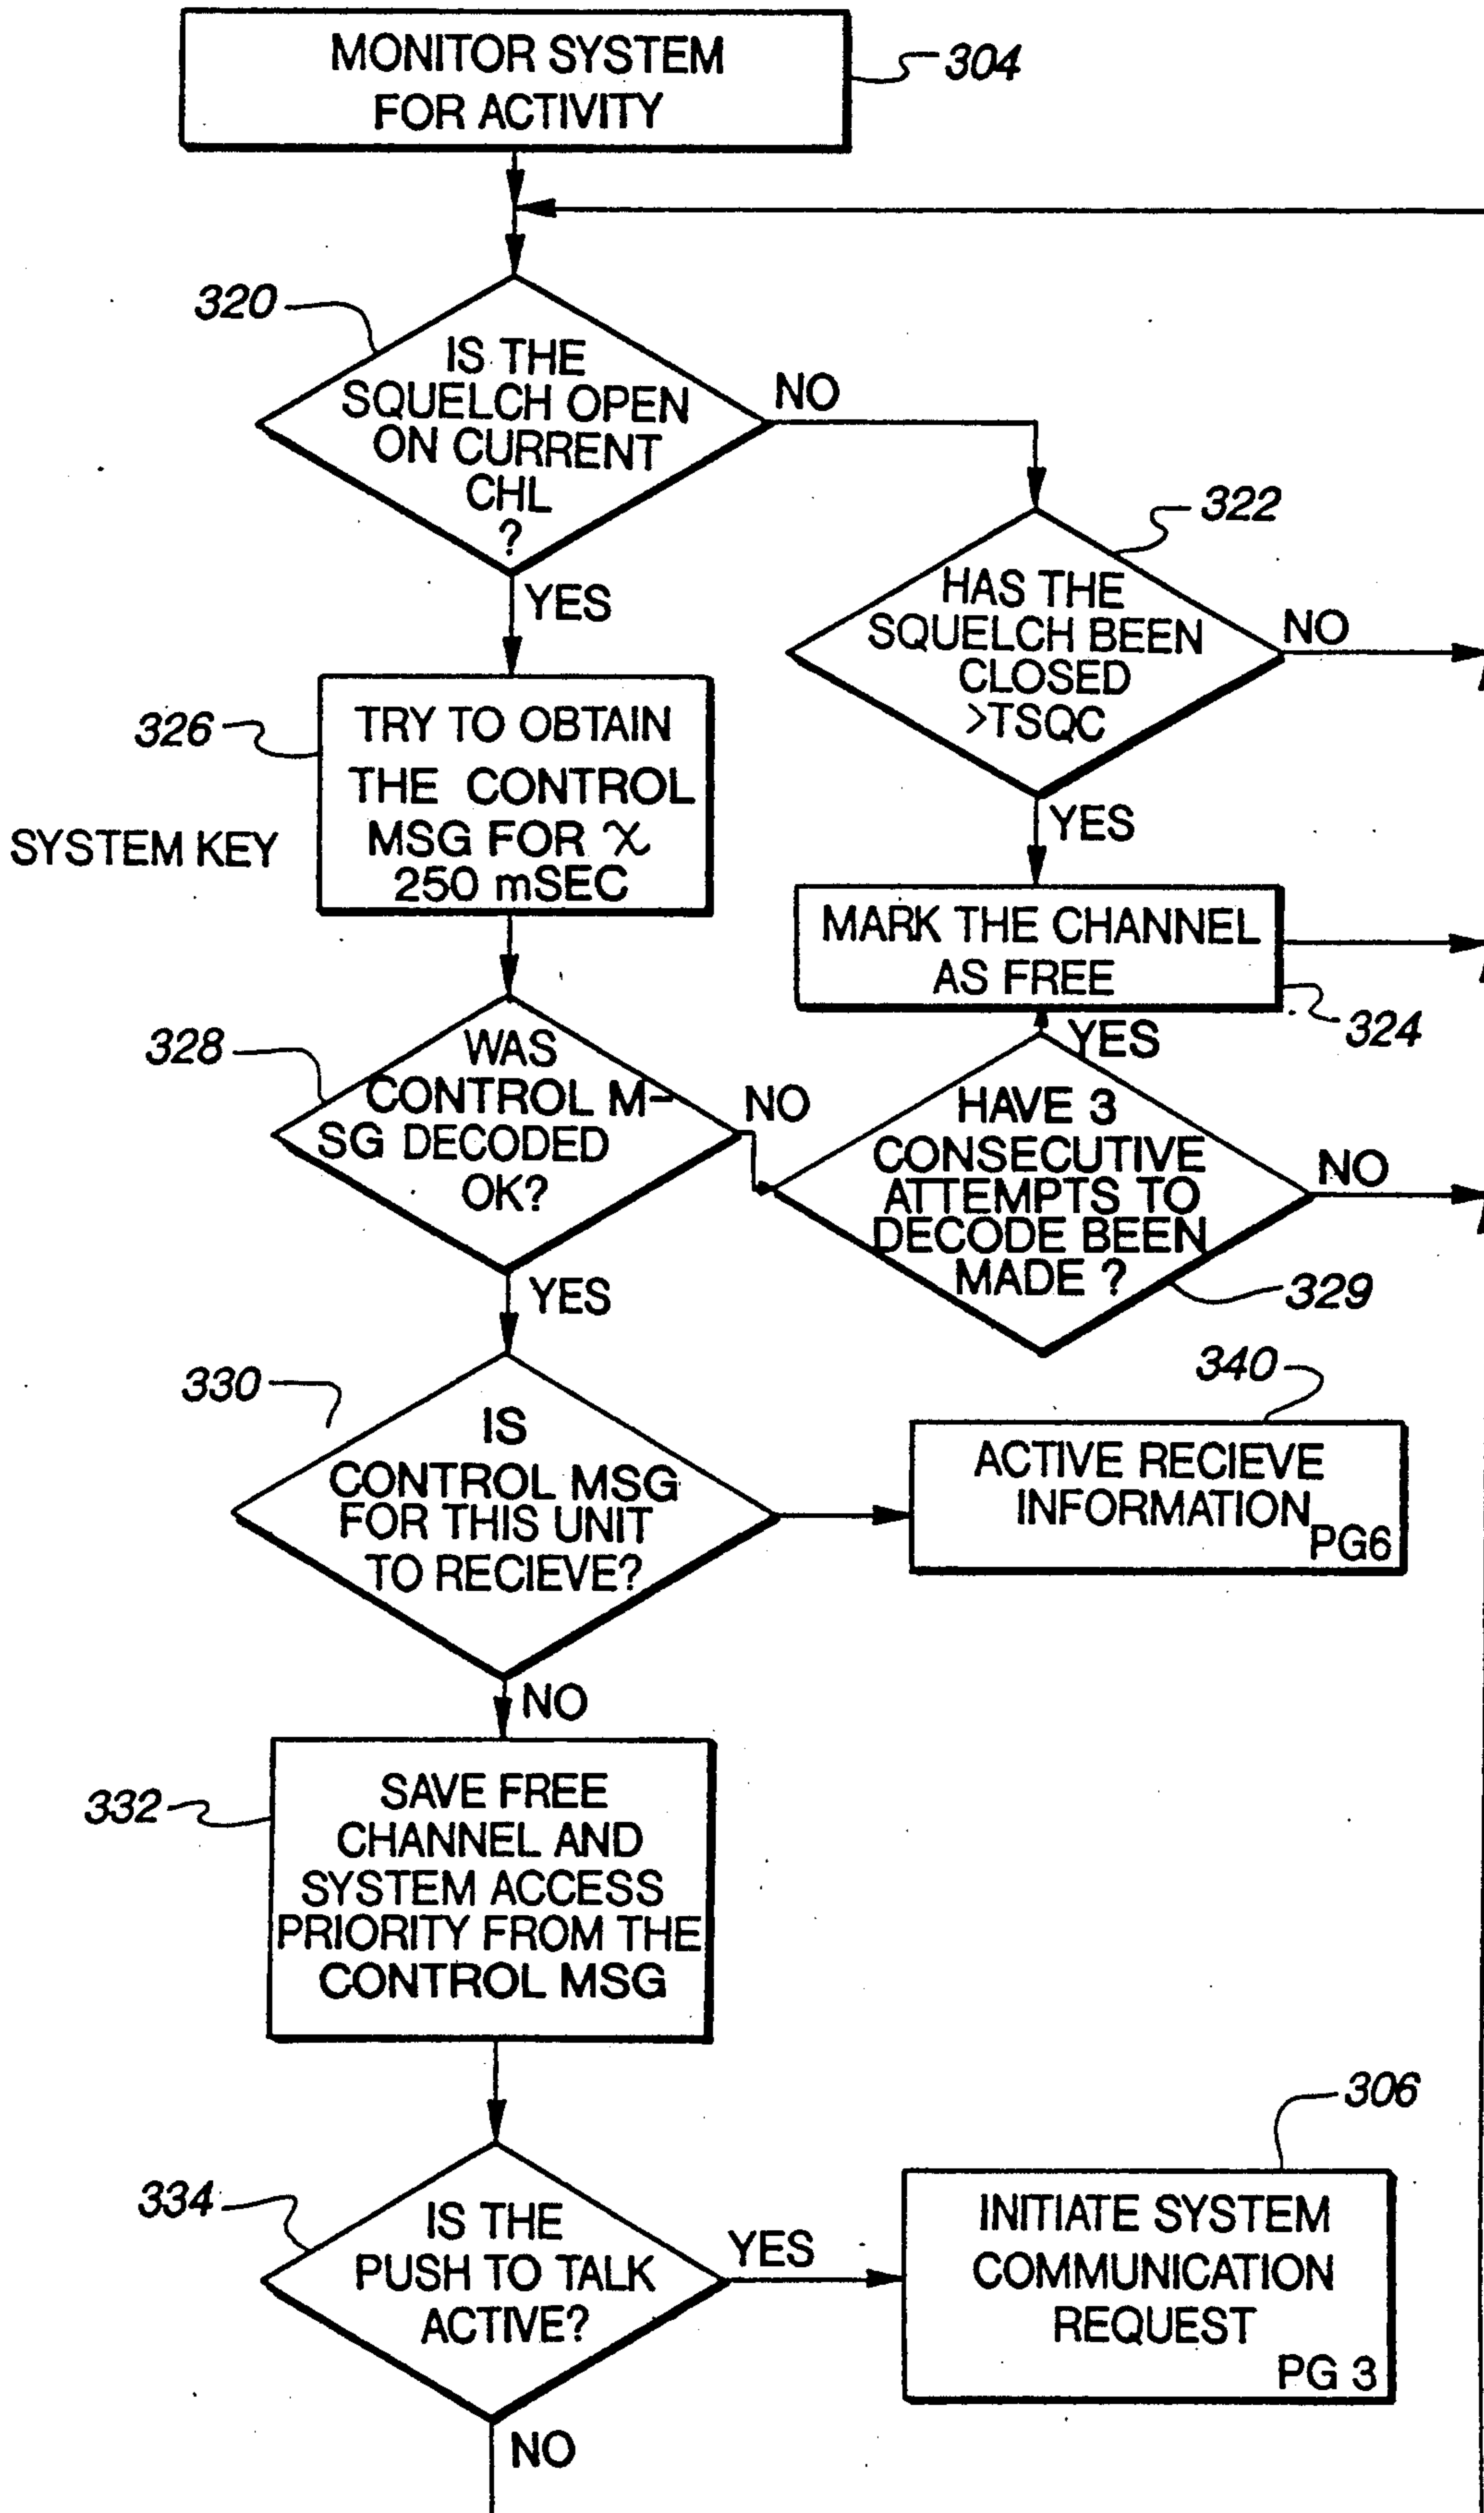 MONITOR SYSTEM
FOR ACTIVITY
304
320
IS THE
SQUELCH OPEN
ON CURRENT
CHL
?
NO
YES
322
HAS THE
SQUELCH BEEN
CLOSED
>TSQC
NO
YES
326
TRY TO OBTAIN
THE CONTROL
MSG FOR X
250 mSEC
SYSTEM KEY
MARK THE CHANNEL
AS FREE
324
328
WAS
CONTROL M-
SG DECODED
OK?
NO
YES
YES
HAVE 3
CONSECUTIVE
ATTEMPTS TO
DECODE BEEN
MADE ?
NO
329
330
IS
CONTROL MSG
FOR THIS UNIT
TO RECIEVE?
NO
340
ACTIVE RECIEVE
INFORMATION
PG6
332
SAVE FREE
CHANNEL AND
SYSTEM ACCESS
PRIORITY FROM THE
CONTROL MSG
334
IS THE
PUSH TO TALK
ACTIVE?
YES
NO
306
INITIATE SYSTEM
COMMUNICATION
REQUEST
PG 3